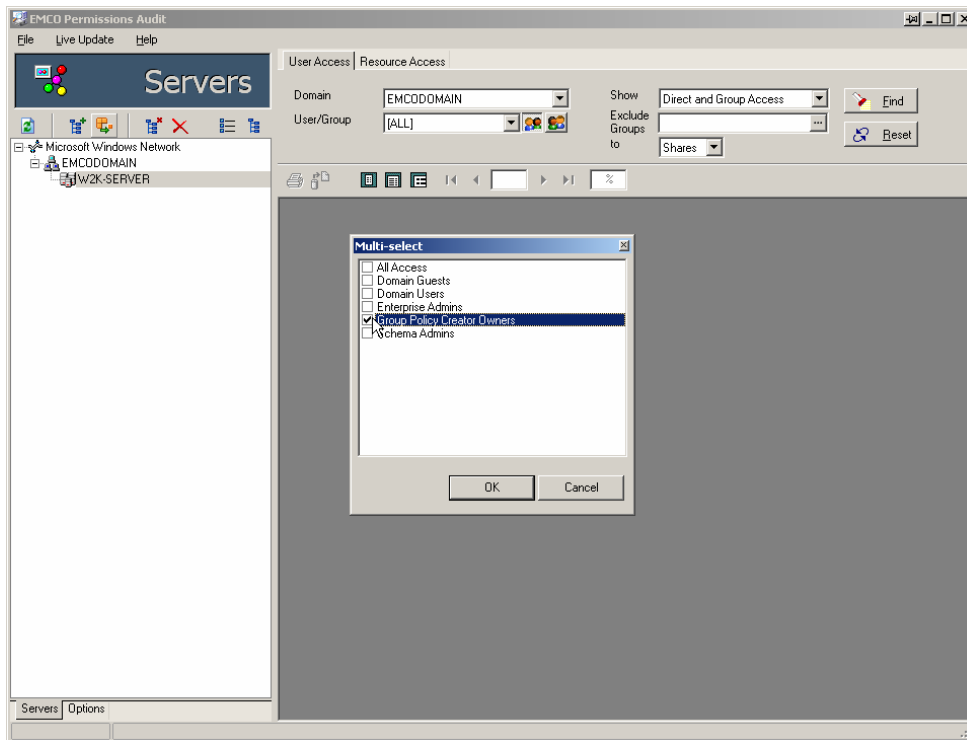 EMCO Permissions Audit
File Live Update Help
Servers
Microsoft Windows Network
EMCODOMAIN
W2K-SERVER
User Access Resource Access
Domain EMCODOMAIN Show Direct and Group Access Find
User/Group [ALL] Exclude Groups to Shares Reset
%
Multi-select
All Access
Domain Guests
Domain Users
Enterprise Admins
Group Policy Creator Owners
Schema Admins
OK Cancel
Servers Options